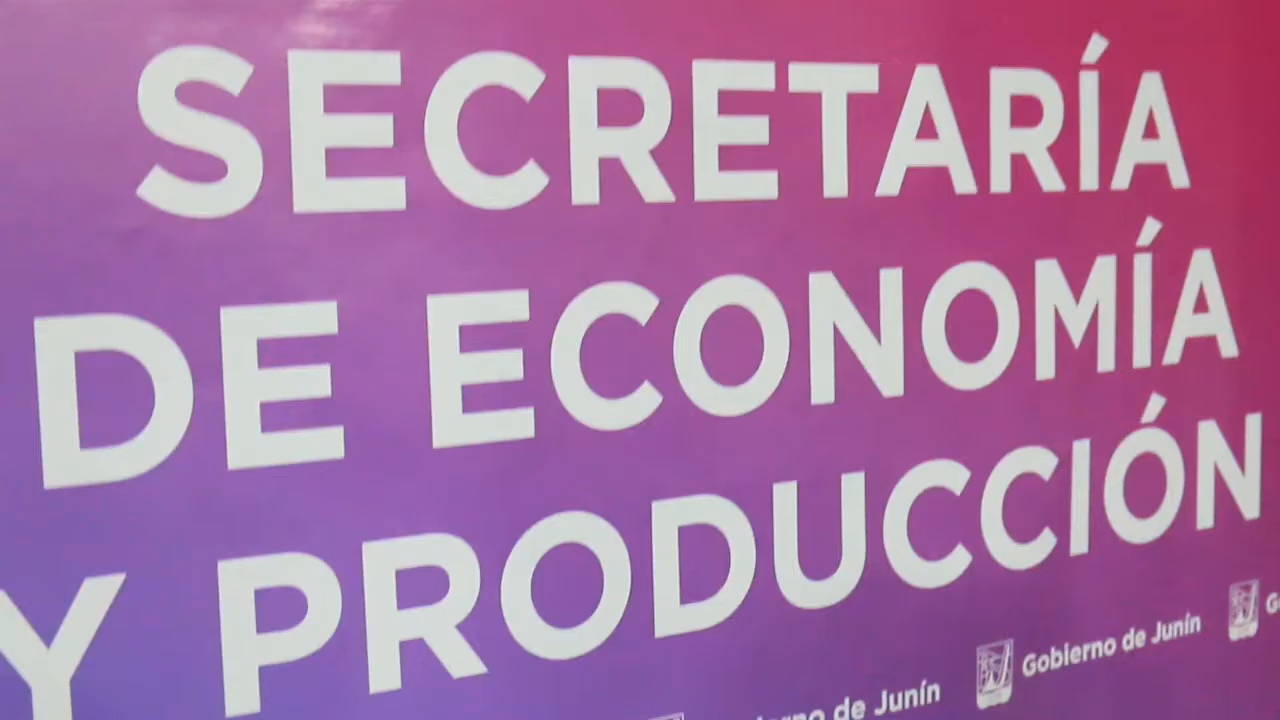 SECRETARÍA
DE ECONOMÍA
Y PRODUCCIÓN
Gobierno de Junín
de Junín